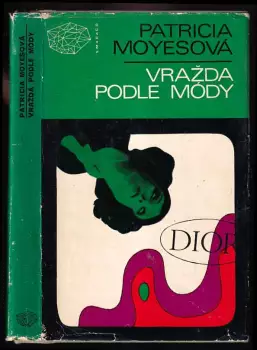 PATRICIA
MOYESOVÁ
VRAŽDA
PODLE MÓDY
DIOR
PATRICIA MOYESOVÁ
VRAŽDA PODLE MÓDY